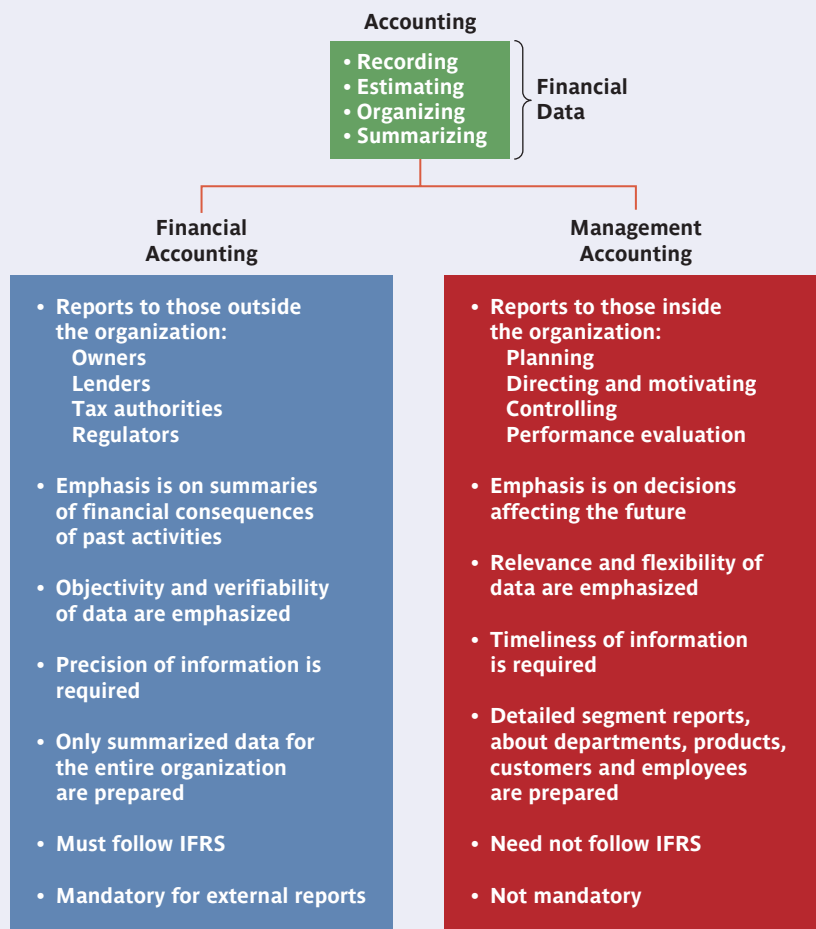 Accounting
• Recording
• Estimating
• Organizing
• Summarizing
Financial
Data
Financial
Accounting
• Reports to those outside
the organization:
Owners
Lenders
Tax authorities
Regulators
• Emphasis is on summaries
of financial consequences
of past activities
• Objectivity and verifiability
of data are emphasized
• Precision of information is
required
• Only summarized data for
the entire organization
are prepared
• Must follow IFRS
• Mandatory for external reports
Management
Accounting
• Reports to those inside
the organization:
Planning
Directing and motivating
Controlling
Performance evaluation
• Emphasis is on decisions
affecting the future
• Relevance and flexibility of
data are emphasized
• Timeliness of information
is required
• Detailed segment reports,
about departments, products,
customers and employees
are prepared
• Need not follow IFRS
• Not mandatory